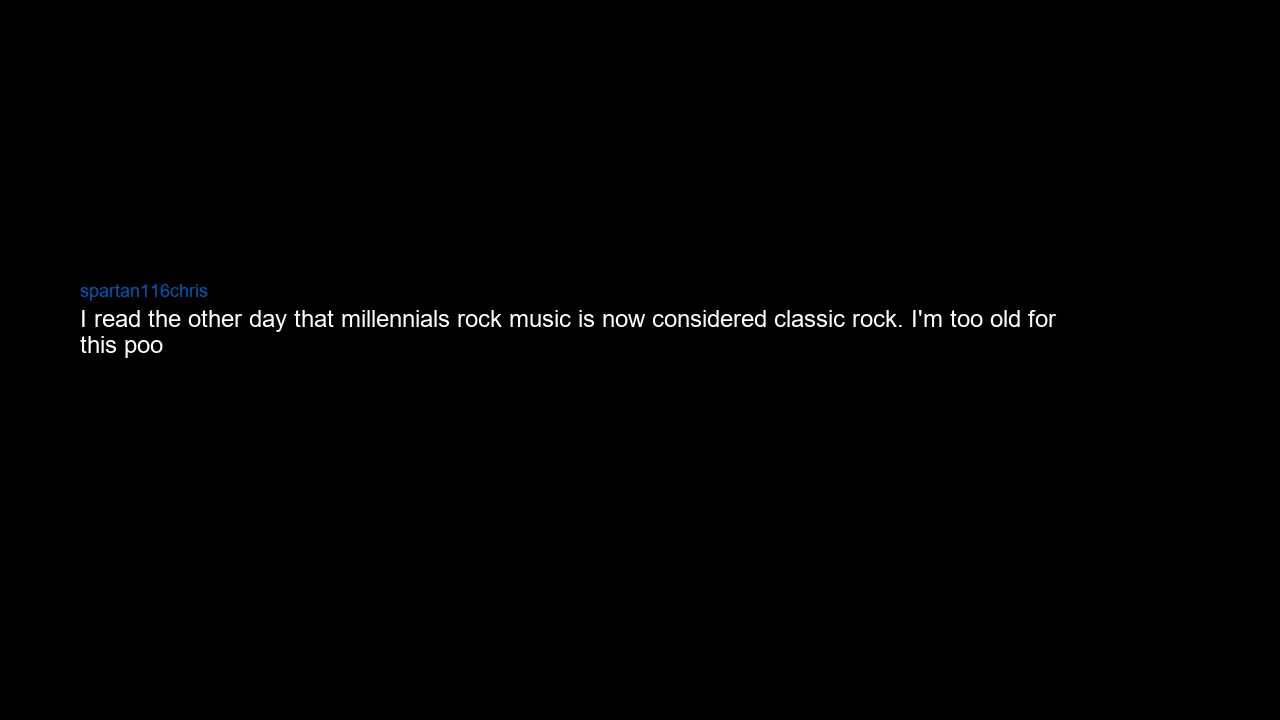 spartan116chris
I read the other day that millennials rock music is now considered classic rock. I'm too old for
this poo